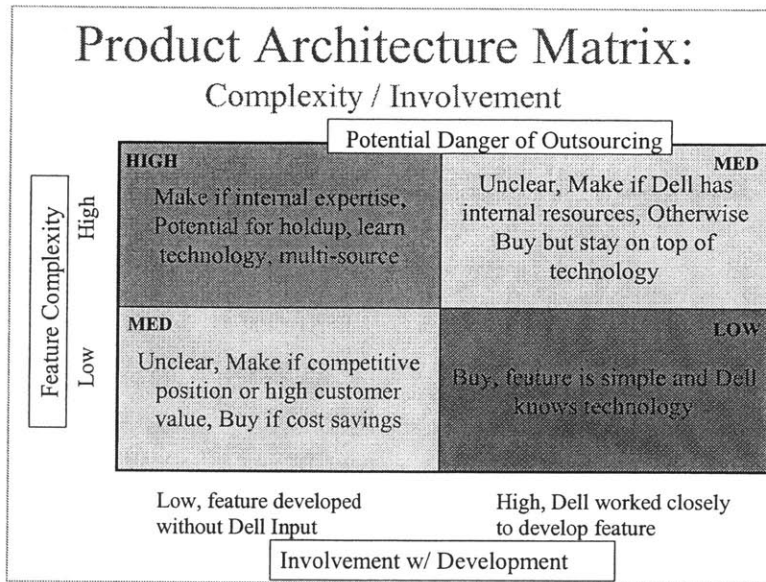 Product Architecture Matrix:
Complexity / Involvement
Potential Danger of Outsourcing
HIGH
Make if internal expertise,
Potential for holdup, learn
technology, multi-source
MED
Unclear, Make if Dell has
internal resources, Otherwise
Buy but stay on top of
technology
Feature Complexity
High
Low
MED
Unclear, Make if competitive
position or high customer
value, Buy if cost savings
LOW
Buy, feature is simple and Dell
knows technology
Low, feature developed
without Dell Input
High, Dell worked closely
to develop feature
Involvement w/ Development